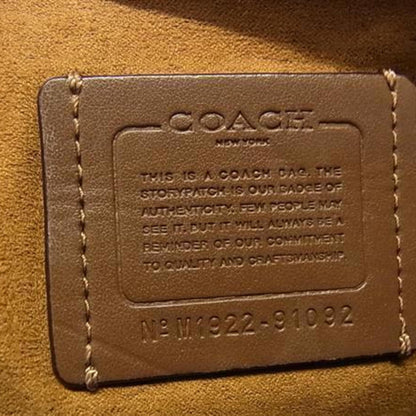 COACH
NEW YORK
THIS IS A COACH BAG. THE
STORYPATCH IS OUR BADGE OF
AUTHENTICITY. FEW PEOPLE MAY
SEE IT. BUT IT WILL ALWAYS BE A
REMINDER OF OUR COMMITMENT
TO QUALITY AND CRAFTSMANSHIP.
Nº M1922-91092